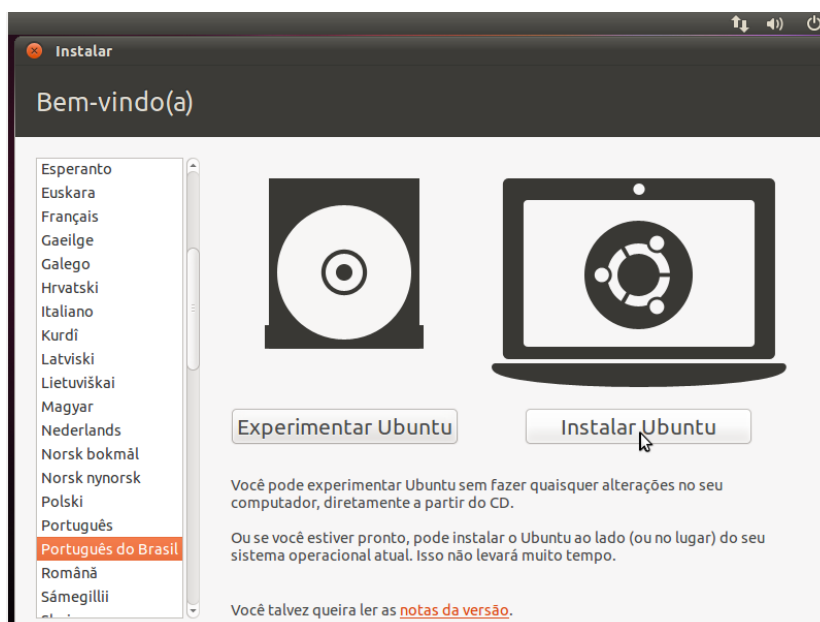 Instalar
Bem-vindo(a)
Esperanto
Euskara
Français
Gaeilge
Galego
Hrvatski
Italiano
Kurdî
Latviski
Lietuviškai
Magyar
Nederlands
Norsk bokmål
Norsk nynorsk
Polski
Português
Português do Brasil
Română
Sámegillii
Experimentar Ubuntu
Instalar Ubuntu
Você pode experimentar Ubuntu sem fazer quaisquer alterações no seu
computador, diretamente a partir do CD.
Ou se você estiver pronto, pode instalar o Ubuntu ao lado (ou no lugar) do seu
sistema operacional atual. Isso não levará muito tempo.
Você talvez queira ler as notas da versão.